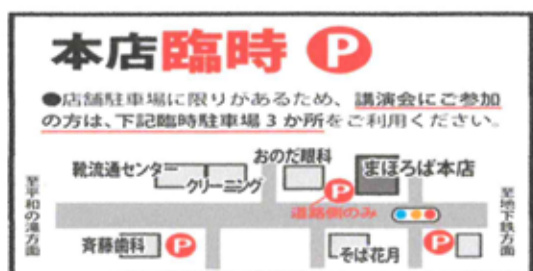 本店臨時 P
●店舗駐車場に限りがあるため、講演会にご参加
の方は、下記臨時駐車場3か所をご利用ください。
おのだ眼科
靴流通センター
クリーニング
まほろば本店
P
道路側のみ
至平和の滝方面
至地下鉄方面
斉藤歯科
P
そば花月
P